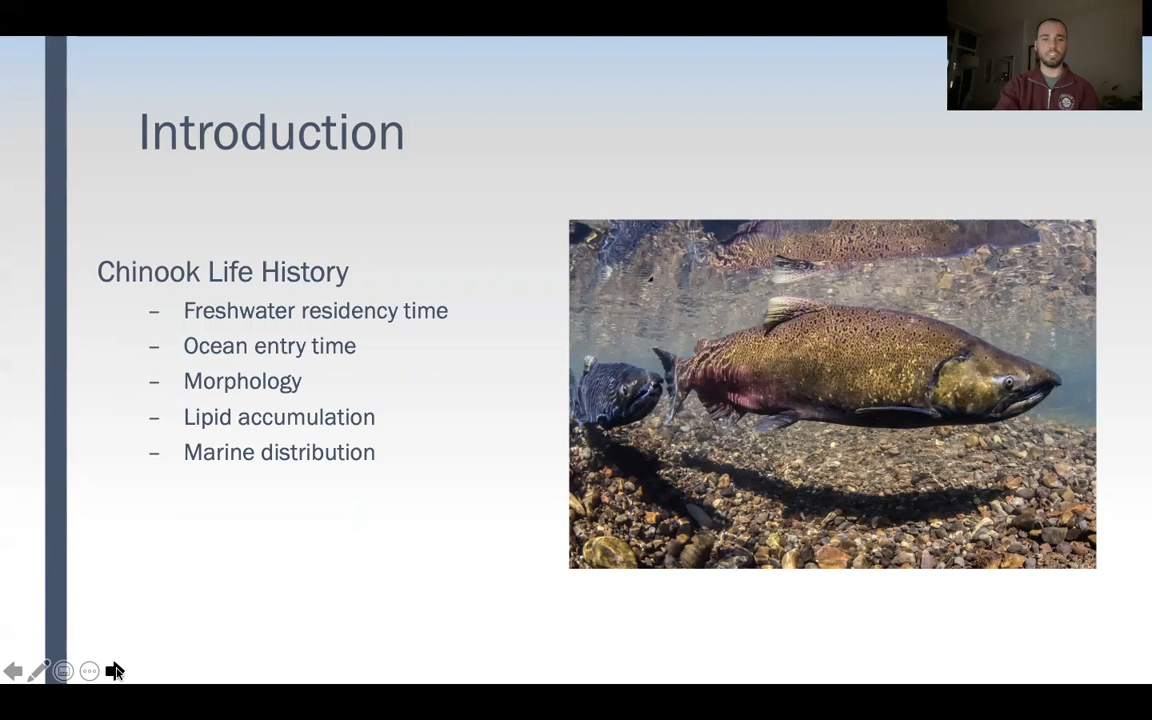 Introduction
Chinook Life History
– Freshwater residency time
– Ocean entry time
– Morphology
– Lipid accumulation
– Marine distribution